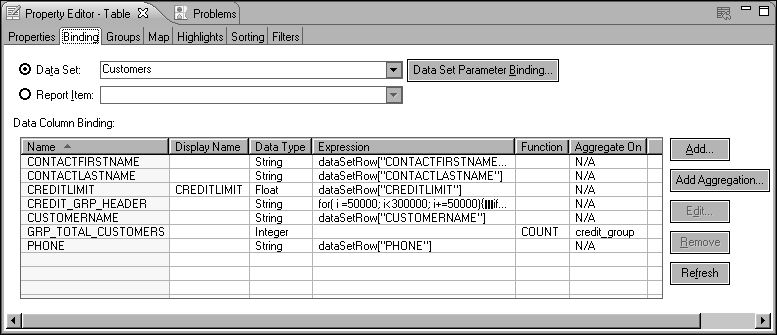 Property Editor - Table Problems
Properties Binding Groups Map Highlights Sorting Filters
Data Set: Customers Data Set Parameter Binding...
Report Item:
Data Column Binding:
Name Display Name Data Type Expression Function Aggregate On
CONTACTFIRSTNAME String dataSetRow["CONTACTFIRSTNAME... N/A
CONTACTLASTNAME String dataSetRow["CONTACTLASTNAME"] N/A
CREDITLIMIT CREDITLIMIT Float dataSetRow["CREDITLIMIT"] N/A
CREDIT_GRP_HEADER String for( i =50000; i<300000; i+=50000){||||if... N/A
CUSTOMERNAME String dataSetRow["CUSTOMERNAME"] N/A
GRP_TOTAL_CUSTOMERS Integer COUNT credit_group
PHONE String dataSetRow["PHONE"] N/A
Add...
Add Aggregation...
Edit...
Remove
Refresh